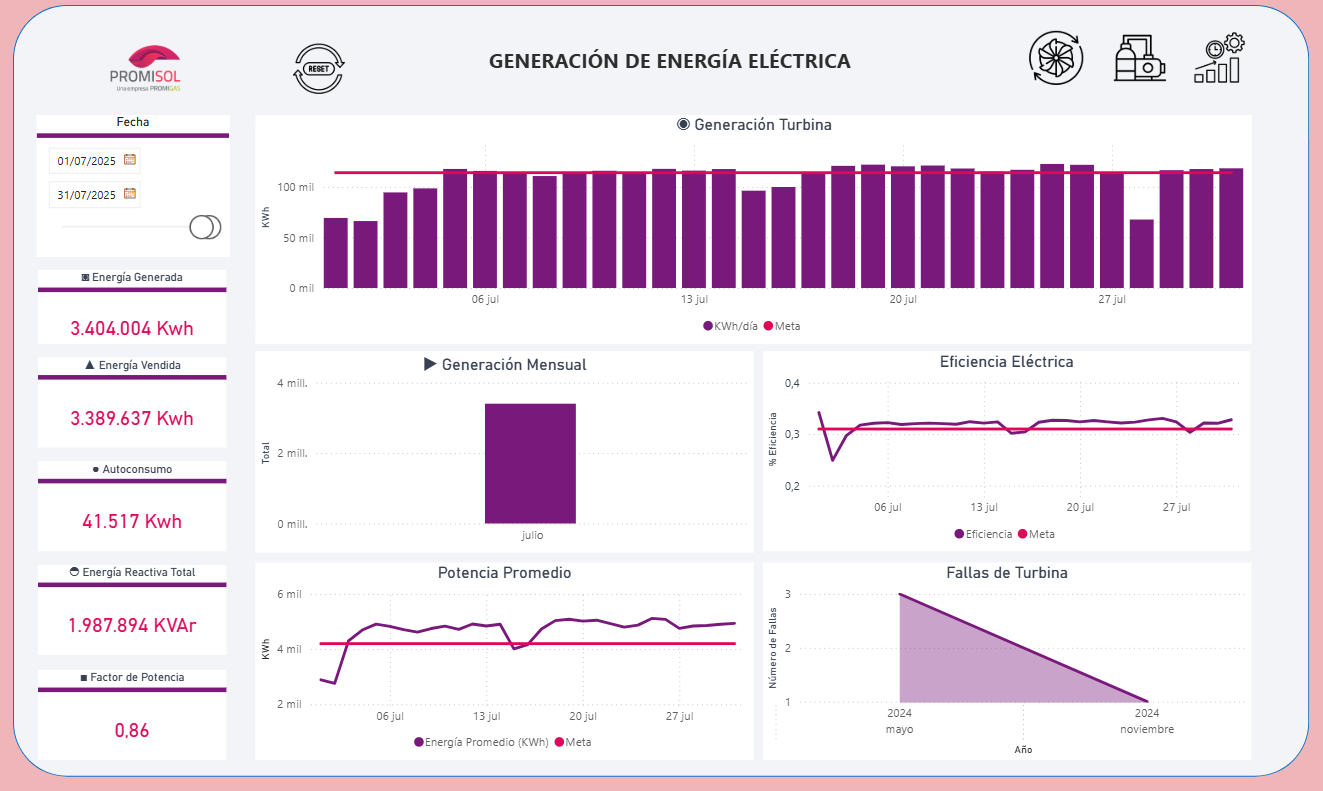 PROMISOL
Una empresa PROMIGAS
RESET
GENERACIÓN DE ENERGÍA ELÉCTRICA
Fecha
01/07/2025
31/07/2025
Energía Generada
3.404.004 Kwh
Energía Vendida
3.389.637 Kwh
Autoconsumo
41.517 Kwh
Energía Reactiva Total
1.987.894 KVAr
Factor de Potencia
0,86
Generación Turbina
KWh
100 mil
50 mil
0 mil
06 jul 13 jul 20 jul 27 jul
KWh/día Meta
Generación Mensual
Total
4 mill.
2 mill.
0 mill.
julio
Eficiencia Eléctrica
% Eficiencia
0,4
0,3
0,2
06 jul 13 jul 20 jul 27 jul
Eficiencia Meta
Potencia Promedio
KWh
6 mil
4 mil
2 mil
06 jul 13 jul 20 jul 27 jul
Energía Promedio (KWh) Meta
Fallas de Turbina
Número de Fallas
3
2
1
2024 2024
mayo noviembre
Año